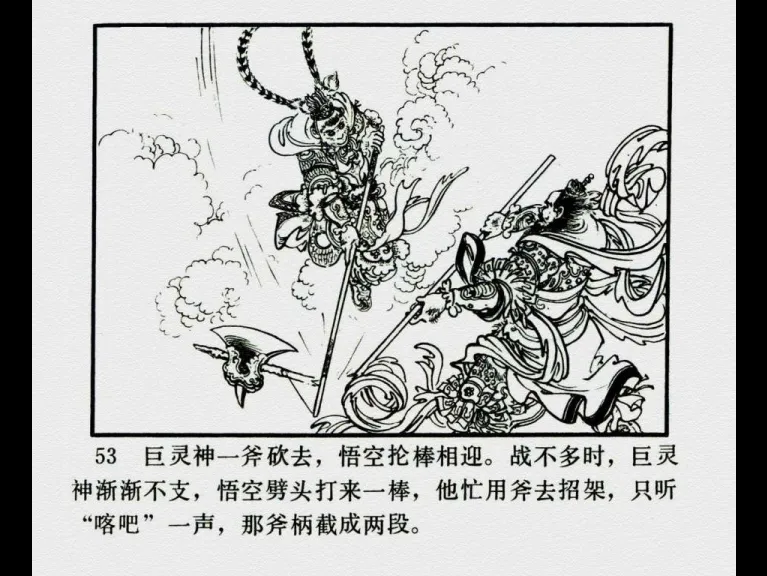 53 巨灵神一斧砍去，悟空抡棒相迎。战不多时，巨灵
神渐渐不支，悟空劈头打来一棒，他忙用斧去招架，只听
“喀吧”一声，那斧柄截成两段。